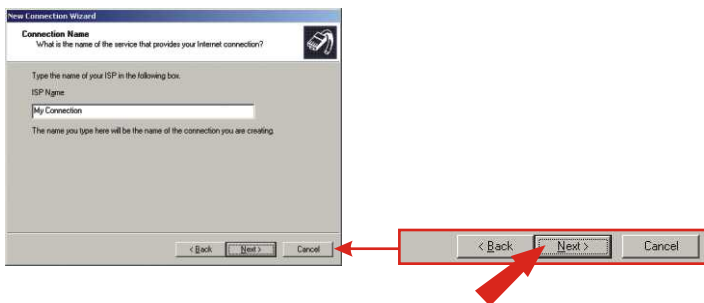 New Connection Wizard
Connection Name
What is the name of the service that provides your Internet connection?
Type the name of your ISP in the following box.
ISP Name
My Connection
The name you type here will be the name of the connection you are creating.
< Back Next > Cancel
< Back Next > Cancel